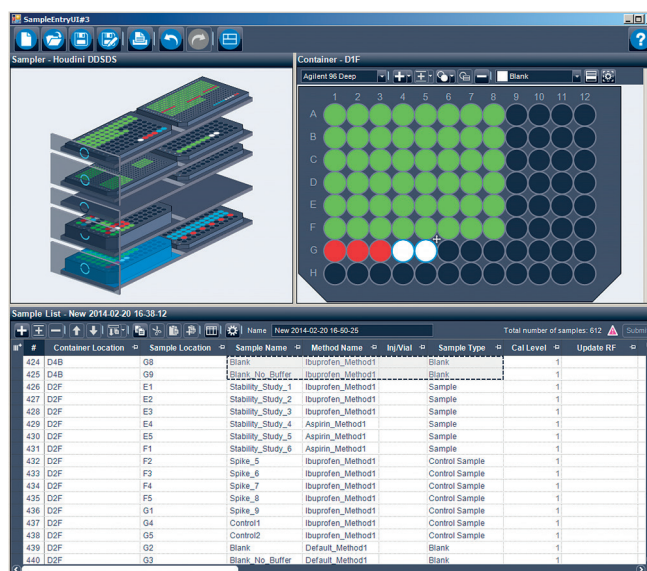 SampleEntryUI#3
Sampler - Houdini DDSDS
Container - D1F
Agilent 96 Deep
Blank
1 2 3 4 5 6 7 8 9 10 11 12
A
B
C
D
E
F
G
H
Sample List - New 2014-02-20 16-38-12
Name New 2014-02-20 16-50-25 Total number of samples: 612 Submi
# Container Location Sample Location Sample Name Method Name Inj/Vial Sample Type Cal Level Update RF
424 D4B G8 Blank Ibuprofen_Method1 Blank 1
425 D4B G9 Blank_No_Buffer Ibuprofen_Method1 Blank 1
426 D2F E1 Stability_Study_1 Ibuprofen_Method1 Sample 1
427 D2F E2 Stability_Study_2 Ibuprofen_Method1 Sample 1
428 D2F E3 Stability_Study_3 Ibuprofen_Method1 Sample 1
429 D2F E4 Stability_Study_4 Aspirin_Method1 Sample 1
430 D2F E5 Stability_Study_5 Aspirin_Method1 Sample 1
431 D2F F1 Stability_Study_6 Aspirin_Method1 Sample 1
432 D2F F2 Spike_5 Ibuprofen_Method1 Control Sample 1
433 D2F F3 Spike_6 Ibuprofen_Method1 Control Sample 1
434 D2F F4 Spike_7 Ibuprofen_Method1 Control Sample 1
435 D2F F5 Spike_8 Ibuprofen_Method1 Control Sample 1
436 D2F G1 Spike_9 Ibuprofen_Method1 Control Sample 1
437 D2F G4 Control1 Ibuprofen_Method1 Control Sample 1
438 D2F G5 Control2 Ibuprofen_Method1 Control Sample 1
439 D2F G2 Blank Default_Method1 Blank 1
440 D2F G3 Blank_No_Buffer Default_Method1 Blank 1